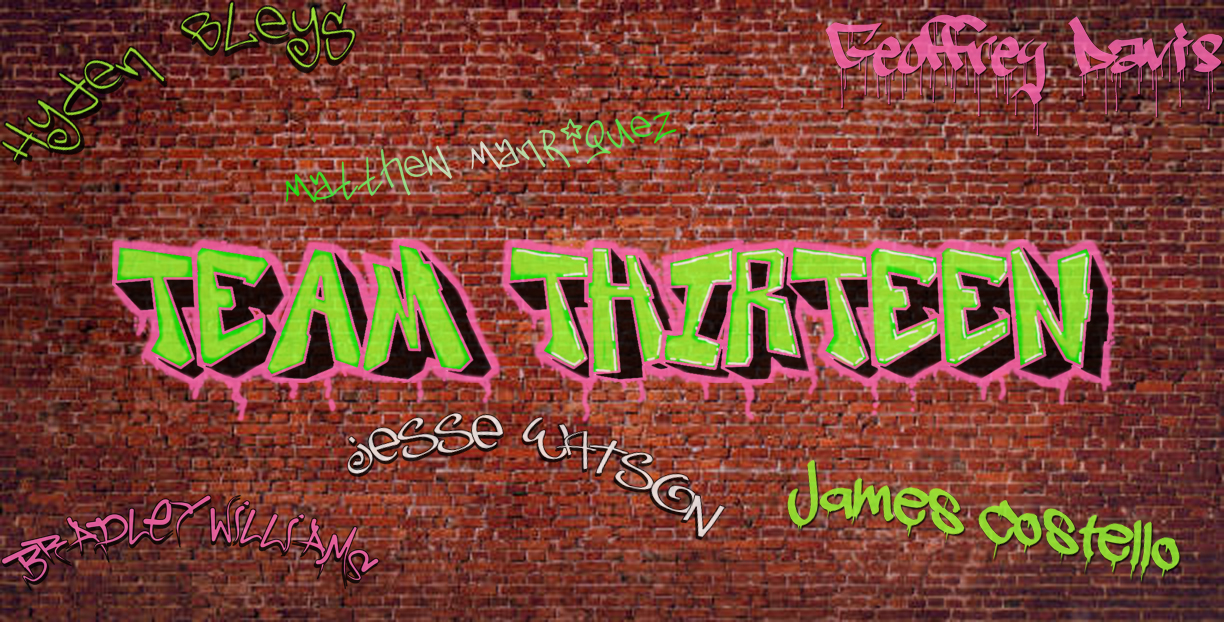 Hyden Bleys
Geoffrey Davis
Matthew Manriquez
TEAM THIRTEEN
Jesse Watson
Bradley Williams
James Costello